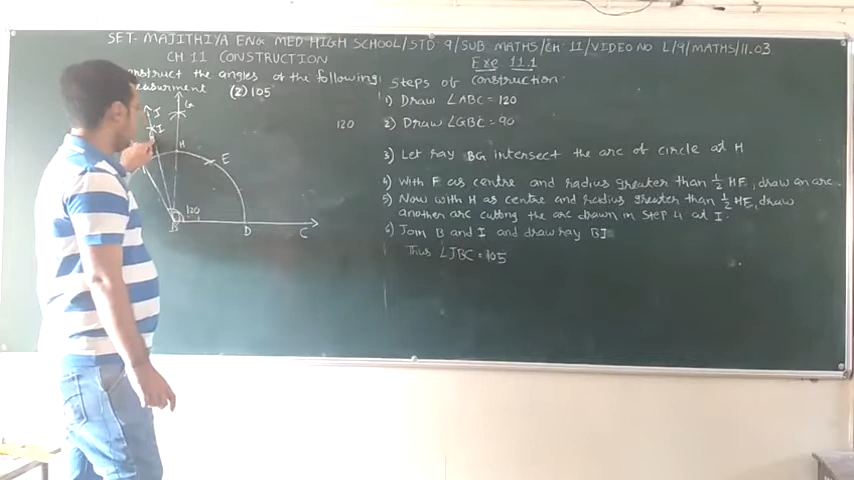 SET- MAJITHIYA ENG MED HIGH SCHOOL/STD 9/SUB MATHS/CH 11/VIDEO NO L/9/MATHS/11.03
CH 11 CONSTRUCTION
Exe 11.1
construct the angles of the following
measurment (2) 105
Steps of construction.
1) Draw ∠ABC = 120
120
2) Draw ∠GBC = 90
3) Let ray BG intersect the arc of circle at H
4) With F as centre and radius greater than 1/2 HF, draw an arc.
5) Now with H as centre and radius greater than 1/2 HF, draw
another arc cutting the arc drawn in step 4 at I.
6) Join B and I and draw ray BJ
Thus ∠JBC = 105
J
G
I
H
E
120
B
D
C